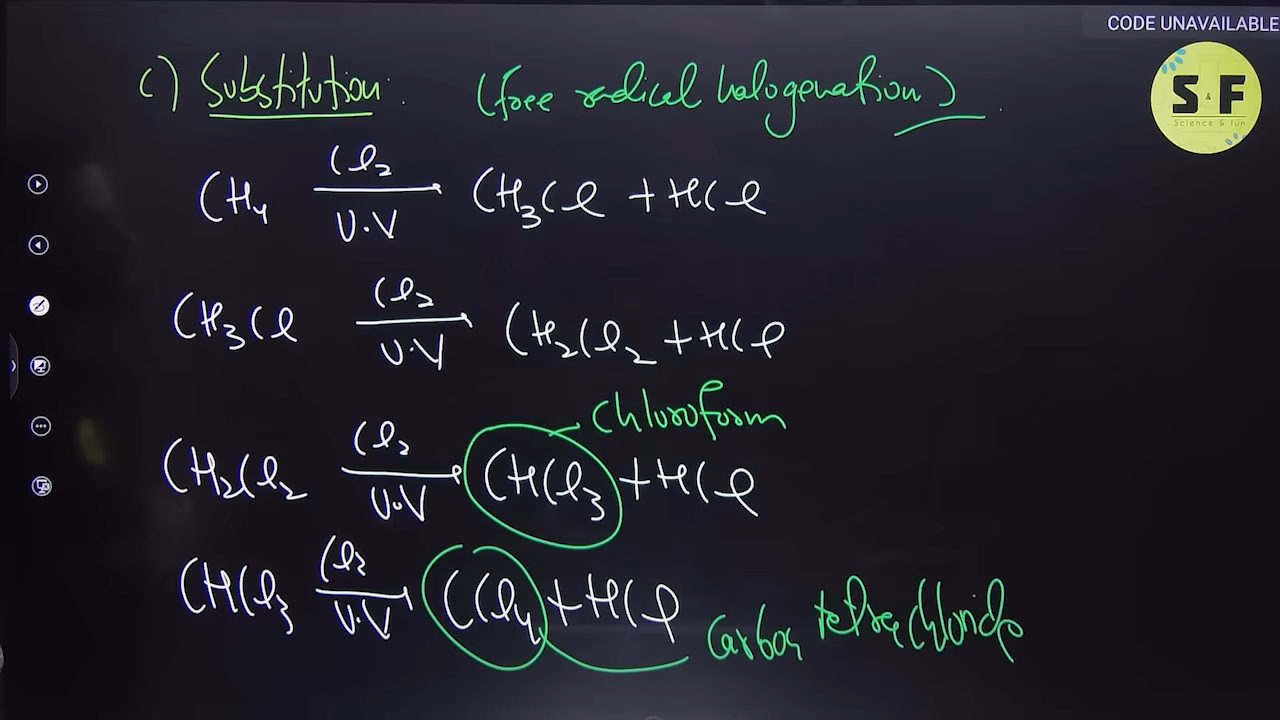 CODE UNAVAILABLE
S & F
Science & fun
C) Substitution. (free radical halogenation).
CH₄ Cl₂ U.V → CH₃Cl + HCl
CH₃Cl Cl₂ U.V → CH₂Cl₂ + HCl
Chloroform
CH₂Cl₂ Cl₂ U.V → CHCl₃ + HCl
CHCl₃ Cl₂ U.V → CCl₄ + HCl
Carbon tetrachloride